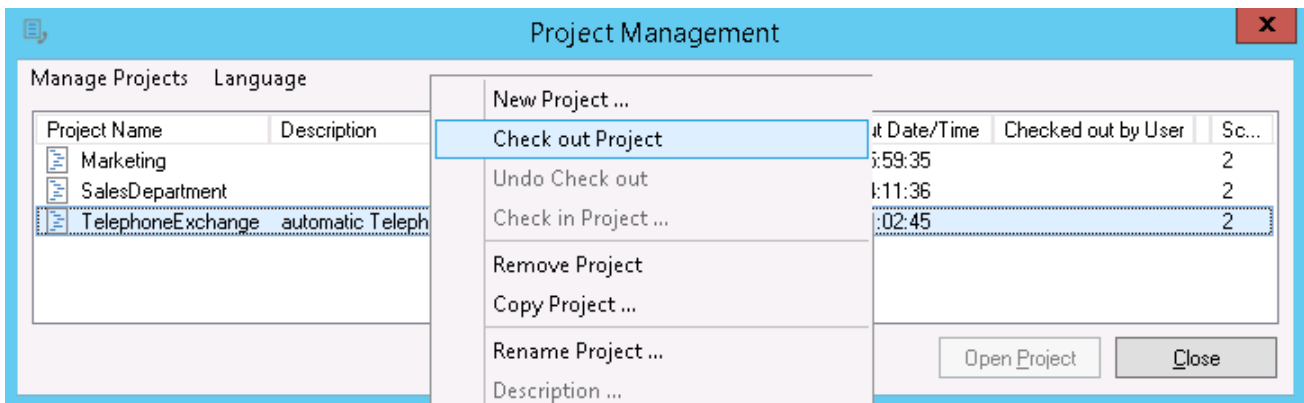 Project Management
x
Manage Projects Language
Project Name Description ut Date/Time Checked out by User Sc...
Marketing 5:59:35 2
SalesDepartment 4:11:36 2
TelephoneExchange automatic Teleph :02:45 2
New Project ...
Check out Project
Undo Check out
Check in Project ...
Remove Project
Copy Project ...
Rename Project ...
Description ...
Open Project Close